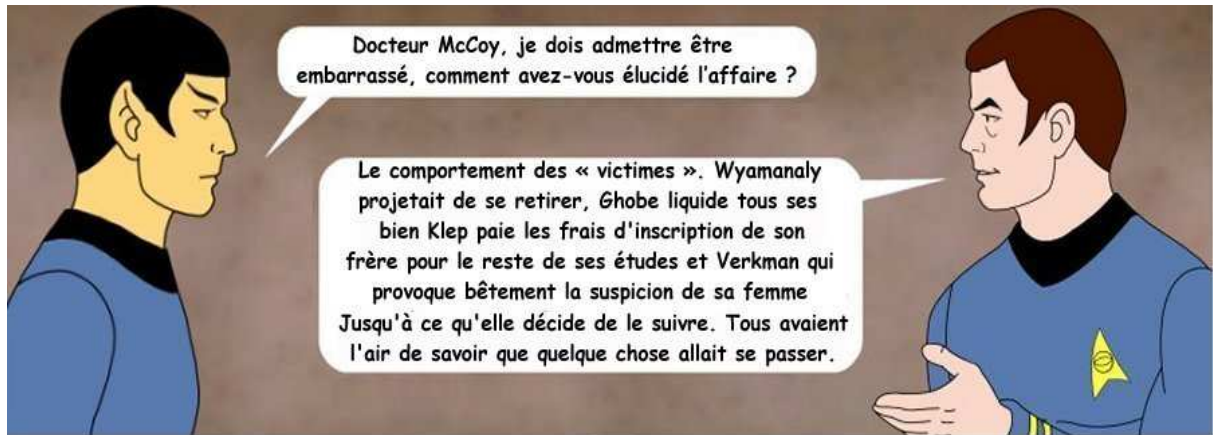 Docteur McCoy, je dois admettre être
embarrassé, comment avez-vous élucidé l'affaire ?
Le comportement des « victimes ». Wyamanaly
projetait de se retirer, Ghobe liquide tous ses
bien Klep paie les frais d'inscription de son
frère pour le reste de ses études et Verkman qui
provoque bêtement la suspicion de sa femme
Jusqu'à ce qu'elle décide de le suivre. Tous avaient
l'air de savoir que quelque chose allait se passer.